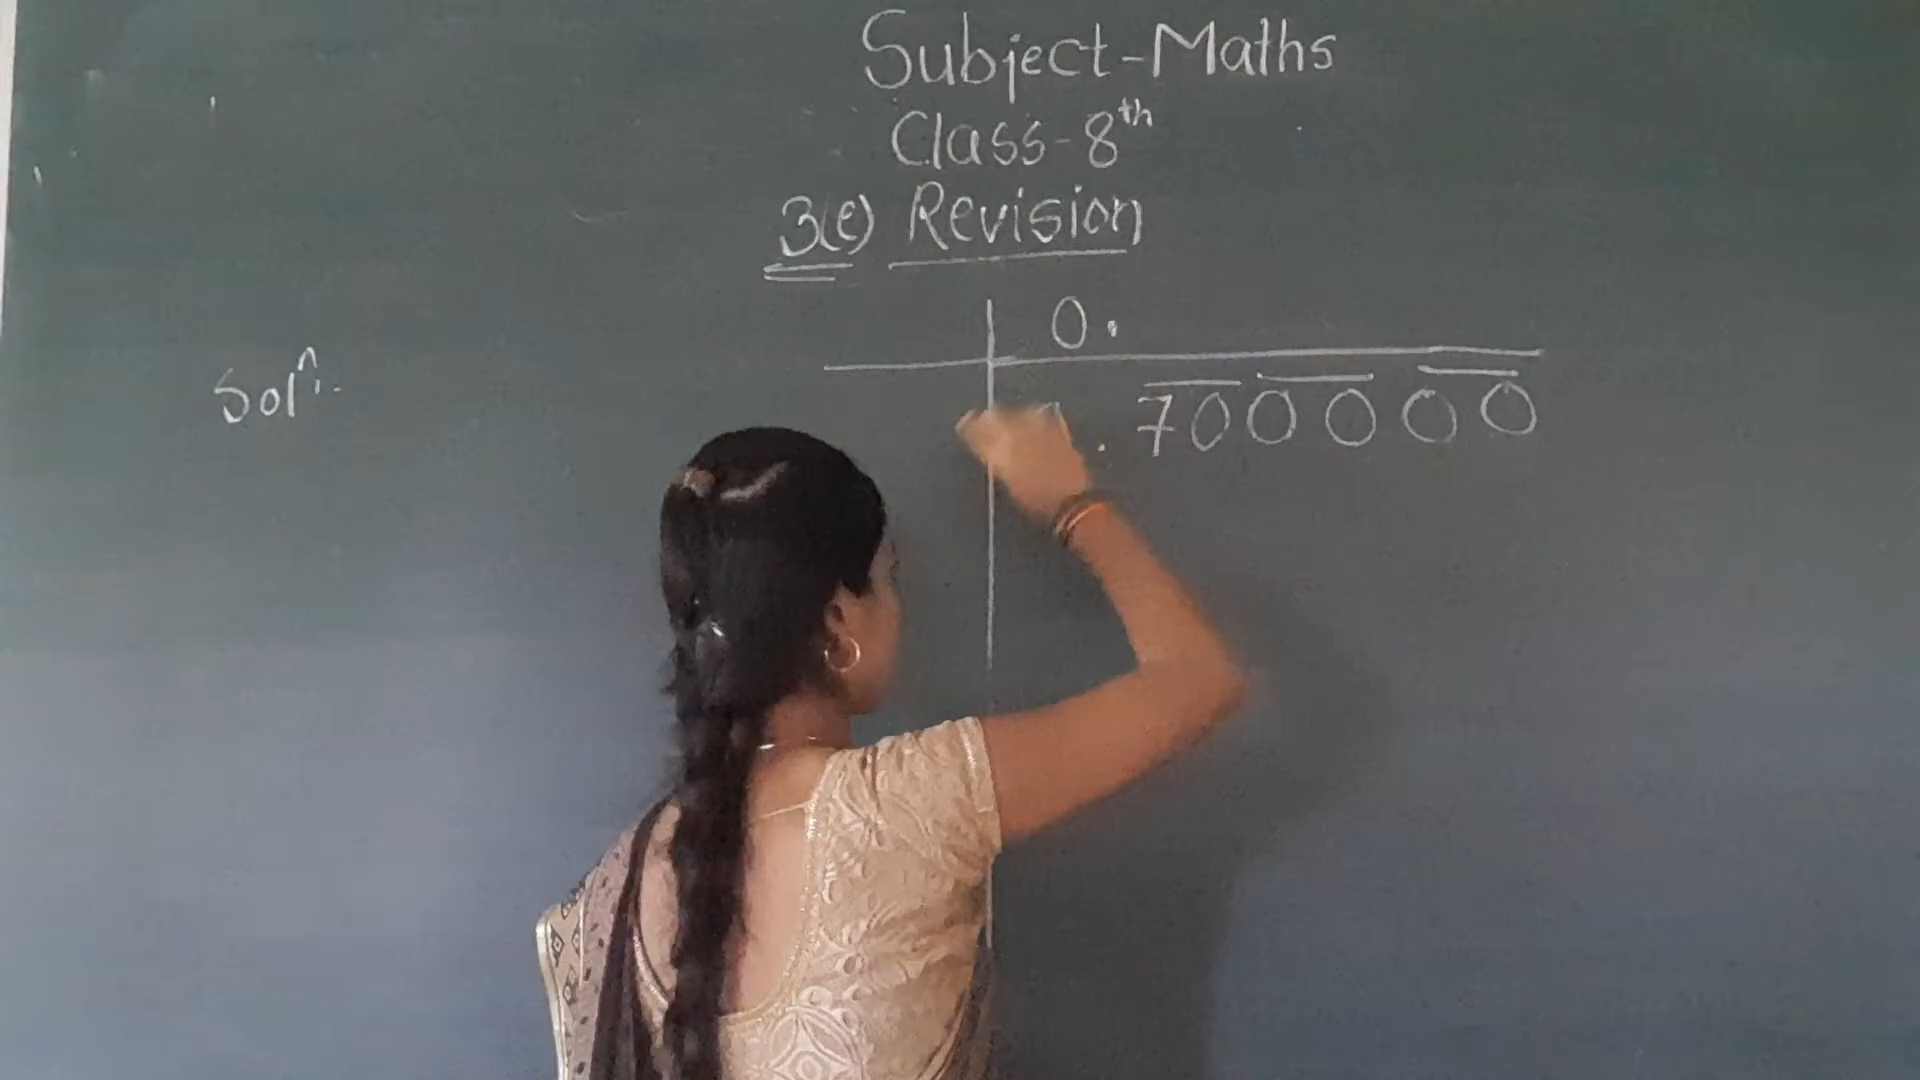 Subject-Maths
Class-8th
3(e) Revision
0.
Solⁿ:-
. 700000